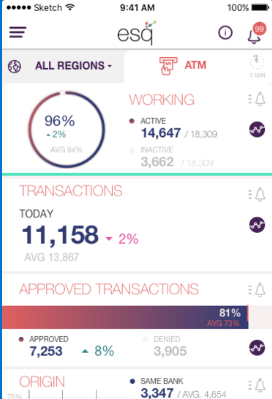 Sketch 9:41 AM 100%
esq 99
ALL REGIONS ATM 5 MIN
WORKING
96%
2%
AVG 94%
ACTIVE
14,647 / 18,309
INACTIVE
3,662 / 18,309
TRANSACTIONS
TODAY
11,158 2%
AVG 13,867
APPROVED TRANSACTIONS
81%
AVG 73%
APPROVED
7,253 8%
DENIED
3,905
ORIGIN
75%
SAME BANK
3,347 / AVG. 4,654